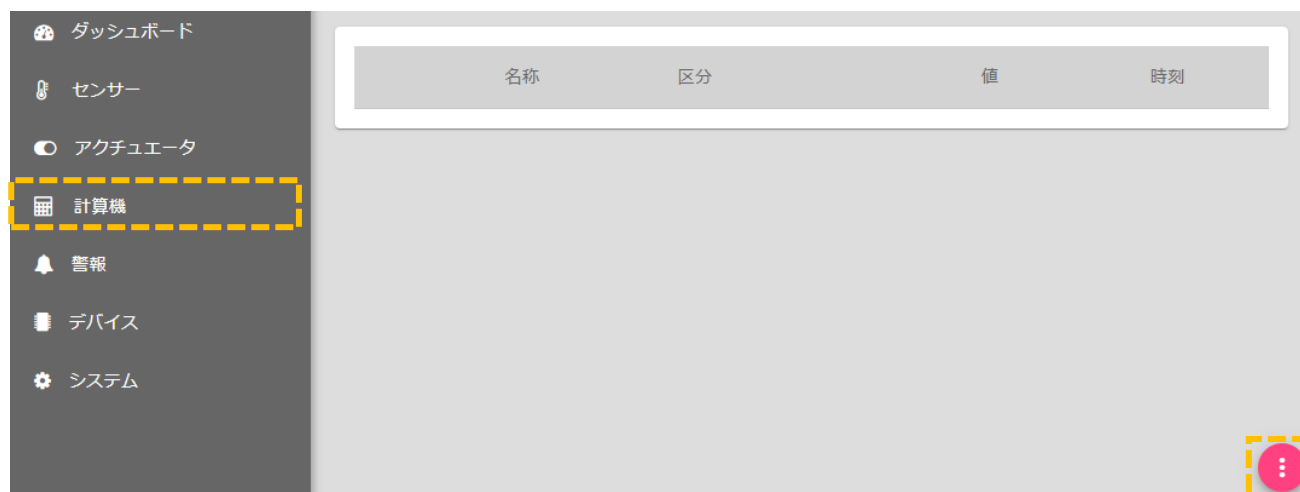 ダッシュボード
センサー
アクチュエータ
計算機
警報
デバイス
システム
名称 区分 値 時刻